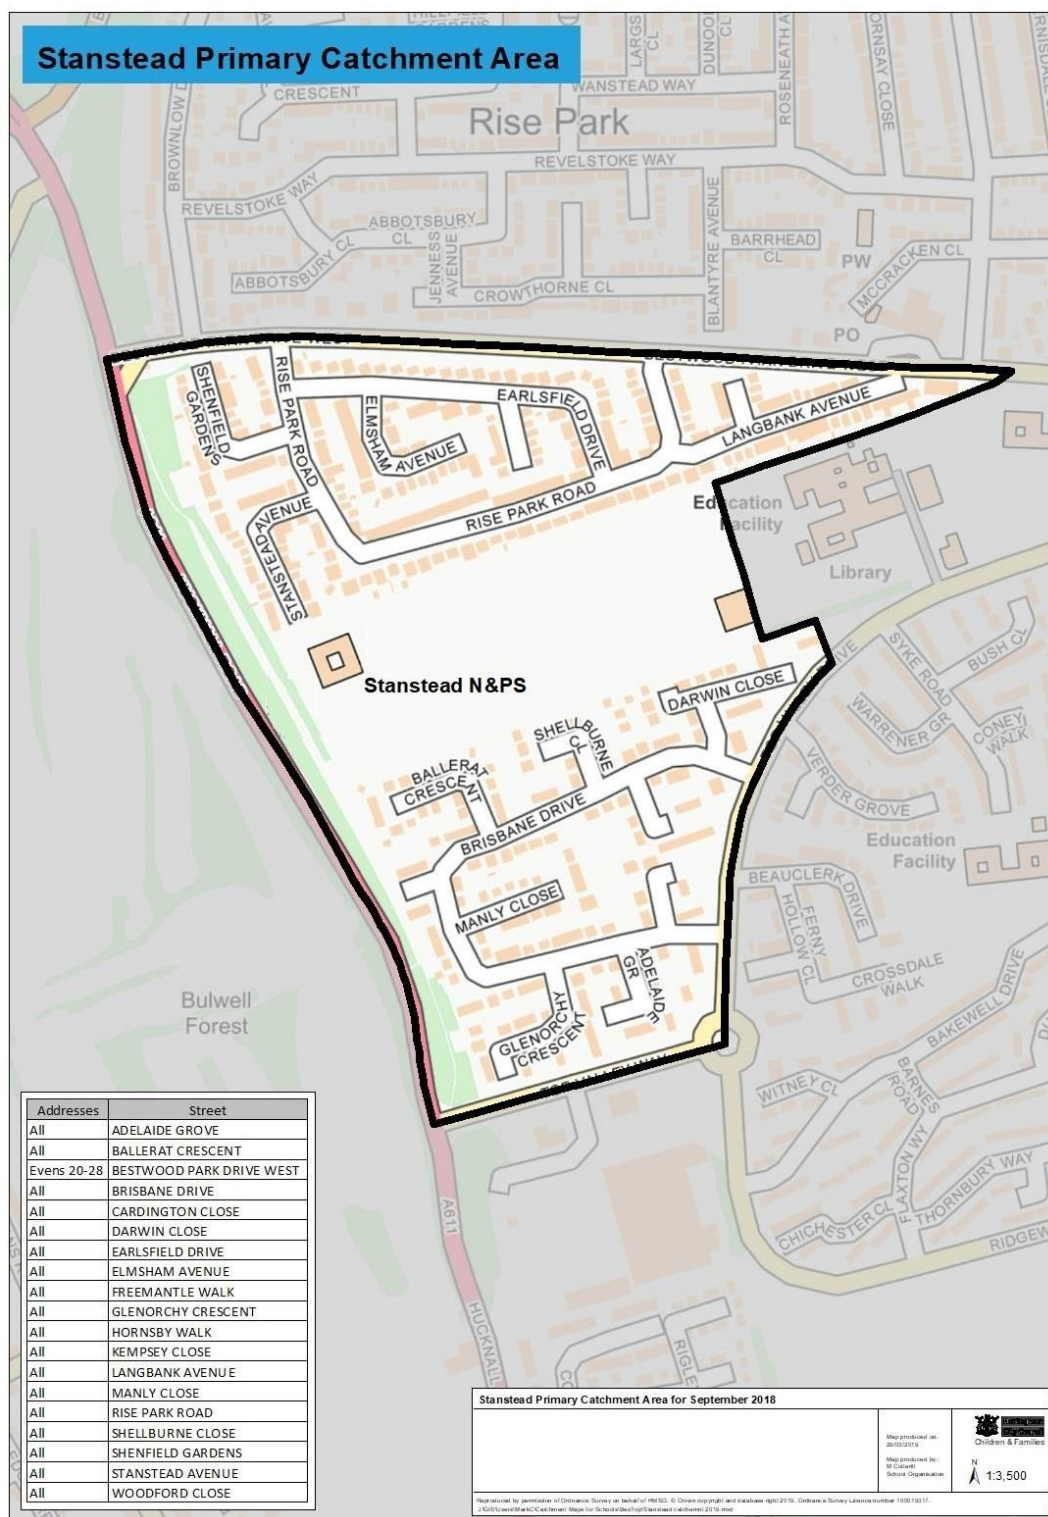 Stanstead Primary Catchment Area
CRESCENT
BROWNLOW
WANSTEAD WAY
Rise Park
REVELSTOKE WAY
REVELSTOKE WAY
ABBOTSBURY
CL
ABBOTSBURY CL
JENNESS
AVENUE
CROWTHORNE CL
BLANTYRE AVENUE
BARRHEAD
CL
PW
MCCRACKEN CL
PO
SHENFIELD
GARDENS
RISE PARK ROAD
ELMSHAM
AVENUE
EARLSFIELD DRIVE
LANGBANK AVENUE
RISE PARK ROAD
STANSTEAD AVENUE
Education
Facility
Library
Stanstead N&PS
DARWIN CLOSE
SHELLBURNE
CL
BALLERAT
CRESCENT
BRISBANE DRIVE
MANLY CLOSE
ADELAIDE
GR
GLENORCHY
CRESCENT
SYKE ROAD
BUSH CL
WARRENER GR
CONEY
WALK
VERDER GROVE
Education
Facility
BEAUCLERK DRIVE
FERNY
HOLLOW CL
CROSSDALE
WALK
BAKEWELL DRIVE
Bulwell
Forest
WITNEY CL
BARNES
ROAD
FLAXTON WY
THORNBURY WAY
CHICHESTER CL
A611
HUCKNALL
Addresses Street
All ADELAIDE GROVE
All BALLERAT CRESCENT
Evens 20-28 BESTWOOD PARK DRIVE WEST
All BRISBANE DRIVE
All CARDINGTON CLOSE
All DARWIN CLOSE
All EARLSFIELD DRIVE
All ELMSHAM AVENUE
All FREEMANTLE WALK
All GLENORCHY CRESCENT
All HORNSBY WALK
All KEMPSEY CLOSE
All LANGBANK AVENUE
All MANLY CLOSE
All RISE PARK ROAD
All SHELLBURNE CLOSE
All SHENFIELD GARDENS
All STANSTEAD AVENUE
All WOODFORD CLOSE
Stanstead Primary Catchment Area for September 2018
Map produced on:
Map produced by:
School Organisation
Children & Families
N
1:3,500